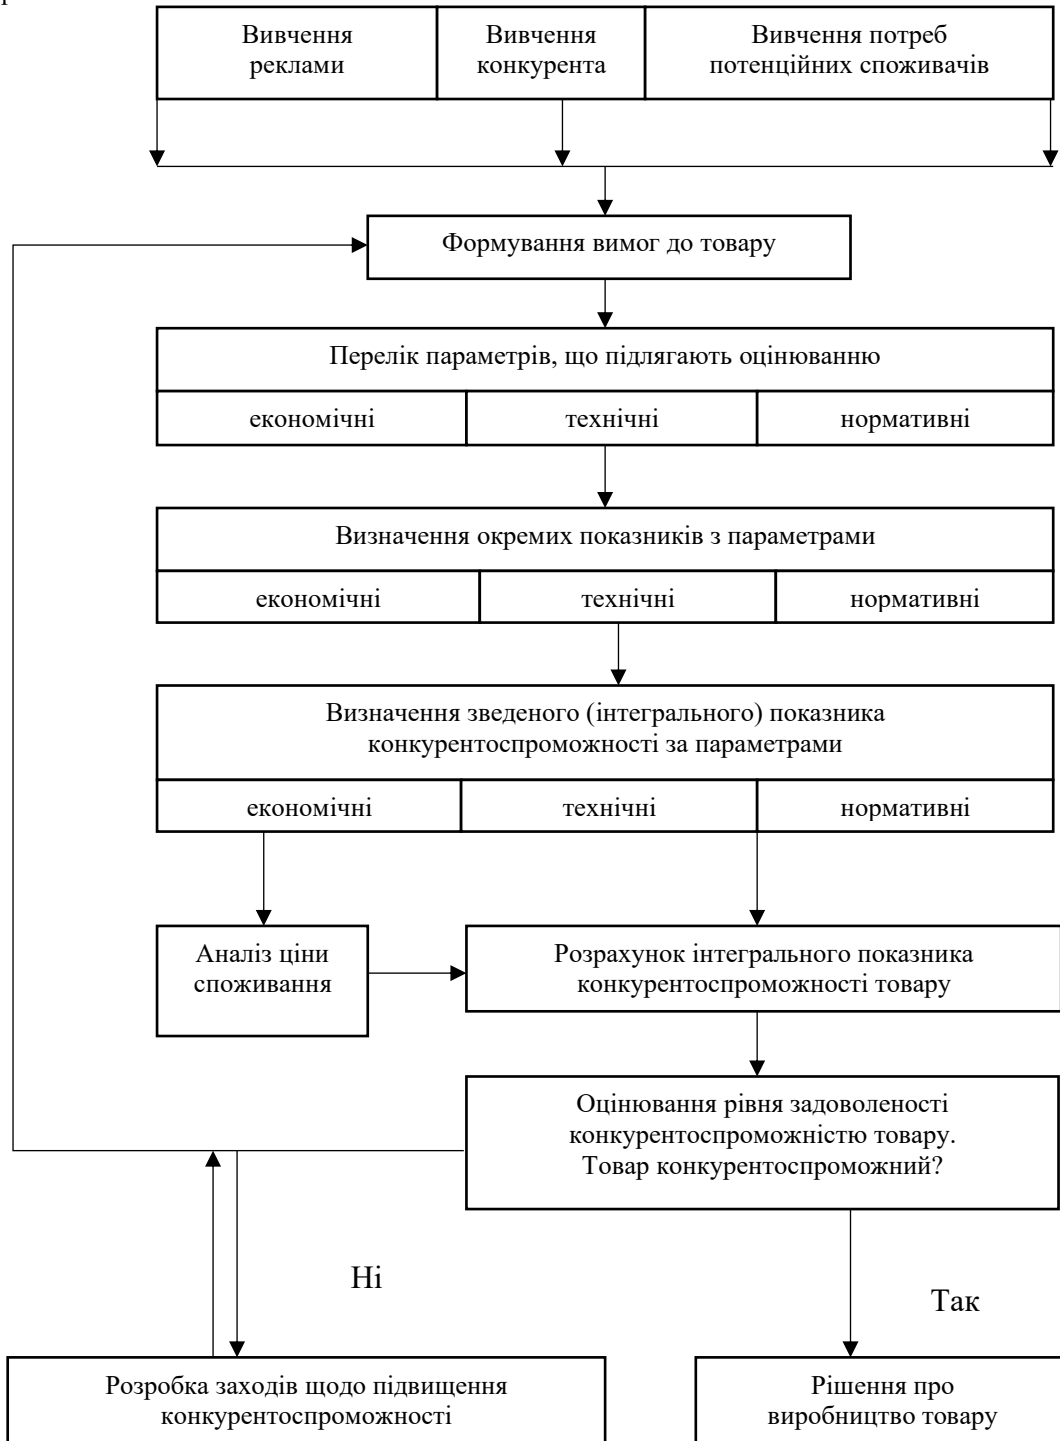 Вивчення
реклами
Вивчення
конкурента
Вивчення потреб
потенційних споживачів
Формування вимог до товару
Перелік параметрів, що підлягають оцінюванню
економічні
технічні
нормативні
Визначення окремих показників з параметрами
економічні
технічні
нормативні
Визначення зведеного (інтегрального) показника
конкурентоспроможності за параметрами
економічні
технічні
нормативні
Аналіз ціни
споживання
Розрахунок інтегрального показника
конкурентоспроможності товару
Оцінювання рівня задоволеності
конкурентоспроможністю товару.
Товар конкурентоспроможний?
Ні
Так
Розробка заходів щодо підвищення
конкурентоспроможності
Рішення про
виробництво товару